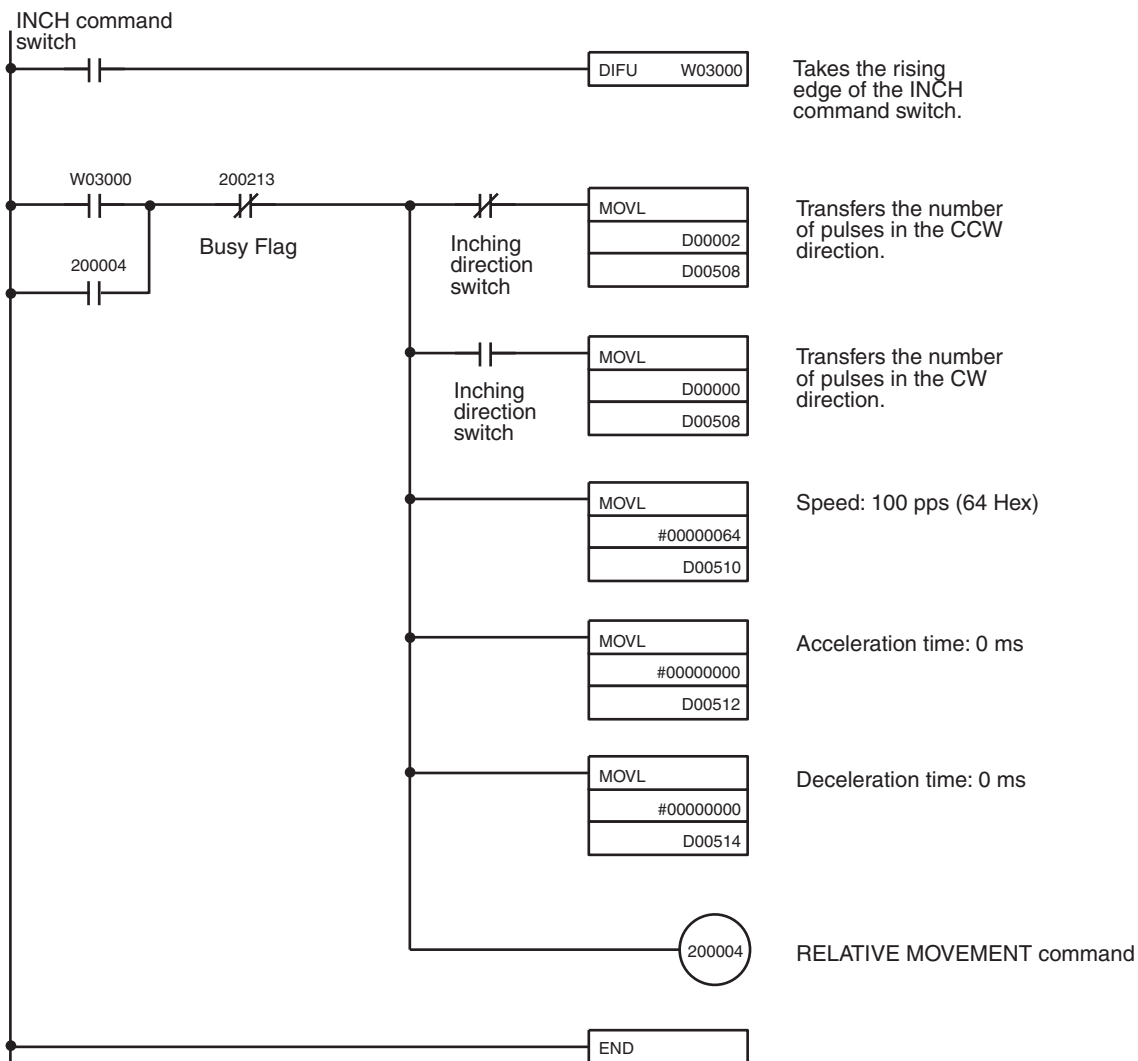 INCH command
switch
DIFU W03000
Takes the rising
edge of the INCH
command switch.
W03000
200213
Busy Flag
200004
Inching
direction
switch
MOVL
D00002
D00508
Transfers the number
of pulses in the CCW
direction.
Inching
direction
switch
MOVL
D00000
D00508
Transfers the number
of pulses in the CW
direction.
MOVL
#00000064
D00510
Speed: 100 pps (64 Hex)
MOVL
#00000000
D00512
Acceleration time: 0 ms
MOVL
#00000000
D00514
Deceleration time: 0 ms
200004
RELATIVE MOVEMENT command
END